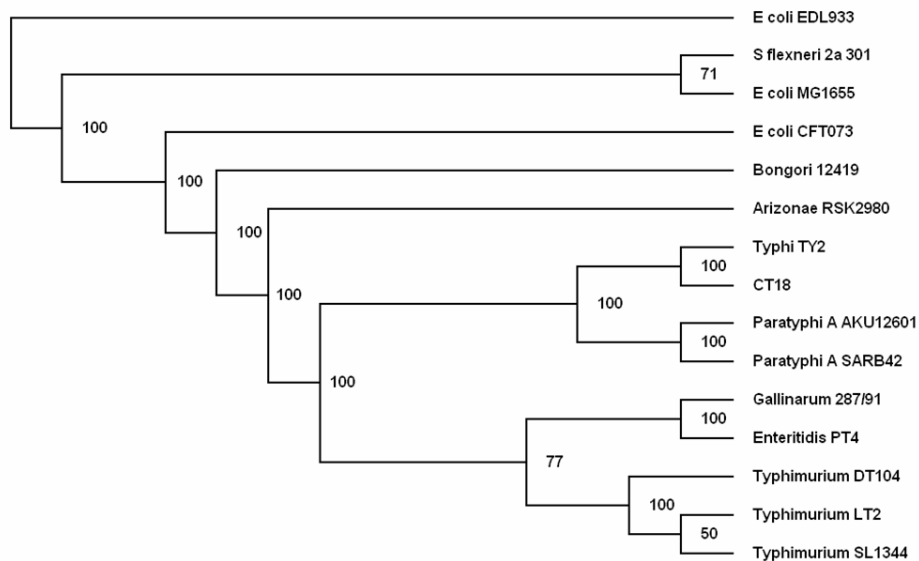 E coli EDL933
S flexneri 2a 301
71
E coli MG1655
100
E coli CFT073
100
Bongori 12419
Arizonae RSK2980
100
Typhi TY2
100
CT18
100
100
Paratyphi A AKU12601
100
Paratyphi A SARB42
100
Gallinarum 287/91
100
Enteritidis PT4
77
Typhimurium DT104
100
Typhimurium LT2
50
Typhimurium SL1344